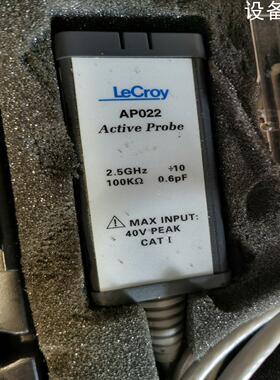 设备
LeCroy
AP022
Active Probe
2.5GHz ÷10
100KΩ 0.6pF
⚠ MAX INPUT:
40V PEAK
CAT I